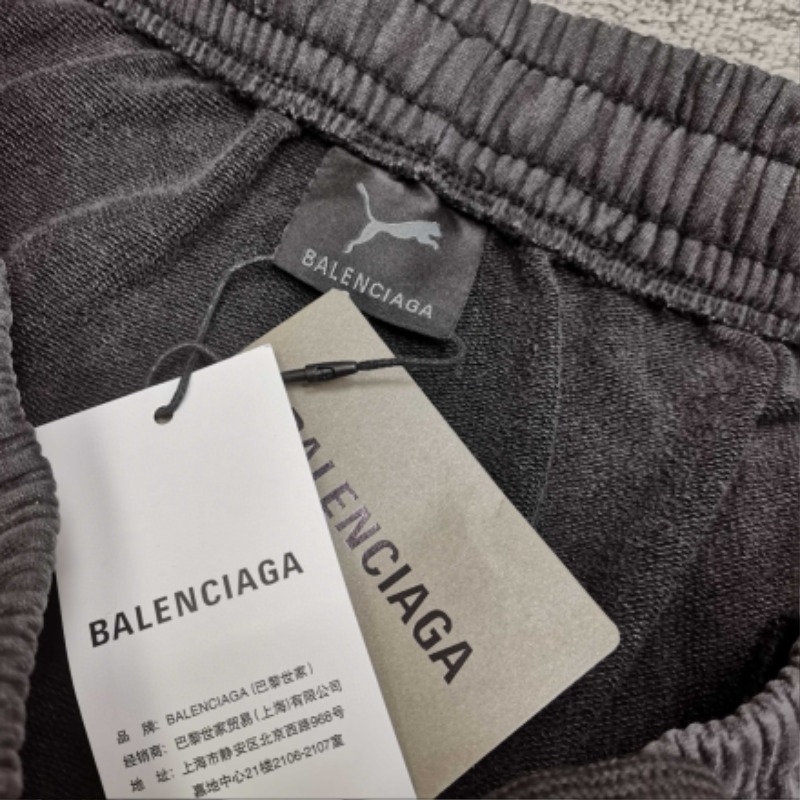 BALENCIAGA
BALENCIAGA
BALENCIAGA
品 牌: BALENCIAGA (巴黎世家)
经销商: 巴黎世家贸易(上海)有限公司
地 址: 上海市静安区北京西路968号
嘉地中心21楼2106-2107室